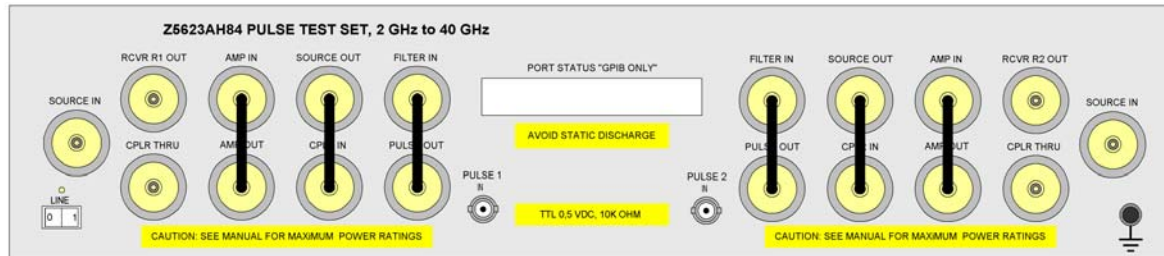 Z5623AH84 PULSE TEST SET, 2 GHz to 40 GHz
RCVR R1 OUT
AMP IN
SOURCE OUT
FILTER IN
PORT STATUS "GPIB ONLY"
FILTER IN
SOURCE OUT
AMP IN
RCVR R2 OUT
SOURCE IN
SOURCE IN
AVOID STATIC DISCHARGE
CPLR THRU
AMP OUT
CPLR IN
PULSE OUT
PULSE OUT
CPLR IN
AMP OUT
CPLR THRU
PULSE 1
IN
PULSE 2
IN
LINE
0 1
TTL 0,5 VDC, 10K OHM
CAUTION: SEE MANUAL FOR MAXIMUM POWER RATINGS
CAUTION: SEE MANUAL FOR MAXIMUM POWER RATINGS